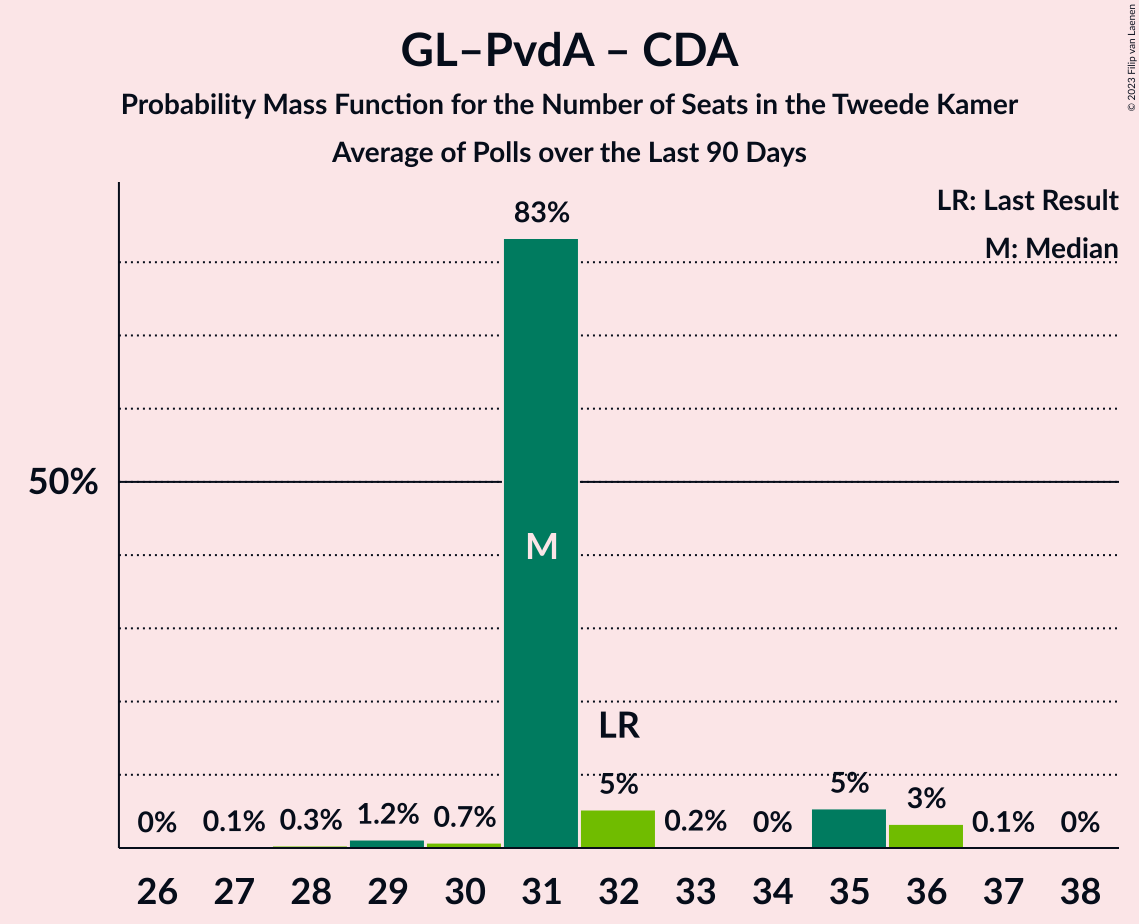 GL–PvdA – CDA
Probability Mass Function for the Number of Seats in the Tweede Kamer
Average of Polls over the Last 90 Days
© 2023 Filip van Laenen
LR: Last Result
M: Median
83%
50%
M
LR
0% 0.1% 0.3% 1.2% 0.7% 5% 0.2% 0% 5% 3% 0.1% 0%
26 27 28 29 30 31 32 33 34 35 36 37 38